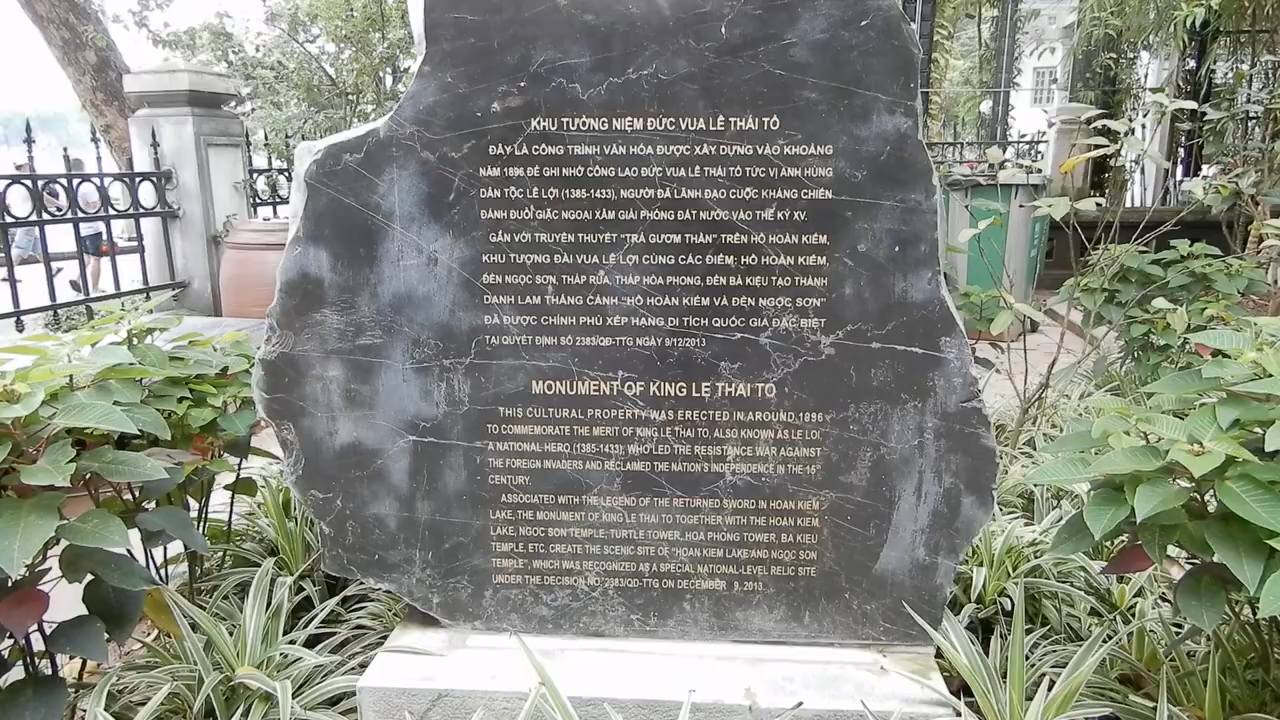 KHU TƯỞNG NIỆM ĐỨC VUA LÊ THÁI TỔ
ĐÂY LÀ CÔNG TRÌNH VĂN HÓA ĐƯỢC XÂY DỰNG VÀO KHOẢNG
NĂM 1896 ĐỂ GHI NHỚ CÔNG LAO ĐỨC VUA LÊ THÁI TỔ TỨC VỊ ANH HÙNG
DÂN TỘC LÊ LỢI (1385-1433), NGƯỜI ĐÃ LÃNH ĐẠO CUỘC KHÁNG CHIẾN
ĐÁNH ĐUỔI GIẶC NGOẠI XÂM GIẢI PHÓNG ĐẤT NƯỚC VÀO THẾ KỶ XV.
GẮN VỚI TRUYỀN THUYẾT "TRẢ GƯƠM THẦN" TRÊN HỒ HOÀN KIẾM,
KHU TƯỢNG ĐÀI VUA LÊ LỢI CÙNG CÁC ĐIỂM: HỒ HOÀN KIẾM,
ĐỀN NGỌC SƠN, THÁP RÙA, THÁP HÒA PHONG, ĐỀN BÀ KIỆU TẠO THÀNH
DANH LAM THẮNG CẢNH "HỒ HOÀN KIẾM VÀ ĐỀN NGỌC SƠN"
ĐÃ ĐƯỢC CHÍNH PHỦ XẾP HẠNG DI TÍCH QUỐC GIA ĐẶC BIỆT
TẠI QUYẾT ĐỊNH SỐ 2383/QĐ-TTG NGÀY 9/12/2013
MONUMENT OF KING LE THAI TO
THIS CULTURAL PROPERTY WAS ERECTED IN AROUND 1896
TO COMMEMORATE THE MERIT OF KING LE THAI TO, ALSO KNOWN AS LE LOI,
A NATIONAL HERO (1385-1433), WHO LED THE RESISTANCE WAR AGAINST
THE FOREIGN INVADERS AND RECLAIMED THE NATION'S INDEPENDENCE IN THE 15TH
CENTURY.
ASSOCIATED WITH THE LEGEND OF THE RETURNED SWORD IN HOAN KIEM
LAKE, THE MONUMENT OF KING LE THAI TO TOGETHER WITH THE HOAN KIEM
LAKE, NGOC SON TEMPLE, TURTLE TOWER, HOA PHONG TOWER, BA KIEU
TEMPLE, ETC. CREATE THE SCENIC SITE OF "HOAN KIEM LAKE AND NGOC SON
TEMPLE", WHICH WAS RECOGNIZED AS A SPECIAL NATIONAL-LEVEL RELIC SITE
UNDER THE DECISION NO. 2383/QD-TTG ON DECEMBER 9, 2013.